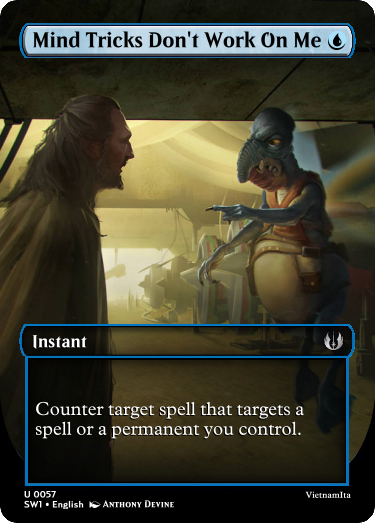 Mind Tricks Don't Work On Me
Instant
Counter target spell that targets a
spell or a permanent you control.
U 0057
SW1 • English Anthony Devine
VietnamIta